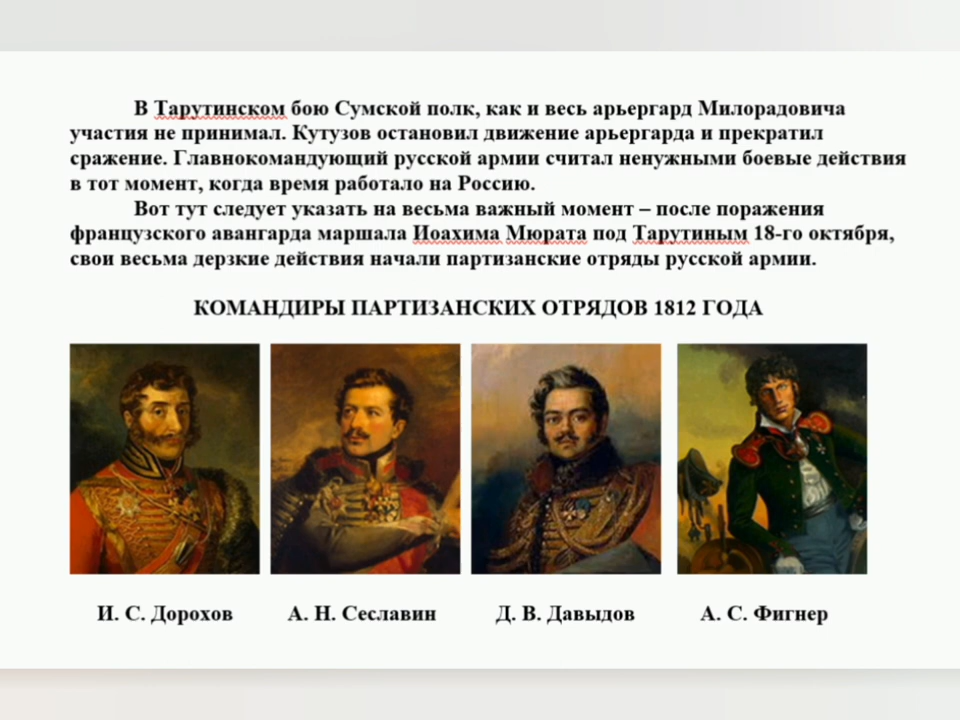 В Тарутинском бою Сумской полк, как и весь арьергард Милорадовича
участия не принимал. Кутузов остановил движение арьергарда и прекратил
сражение. Главнокомандующий русской армии считал ненужными боевые действия
в тот момент, когда время работало на Россию.
Вот тут следует указать на весьма важный момент – после поражения
французского авангарда маршала Иоахима Мюрата под Тарутиным 18-го октября,
свои весьма дерзкие действия начали партизанские отряды русской армии.
КОМАНДИРЫ ПАРТИЗАНСКИХ ОТРЯДОВ 1812 ГОДА
И. С. Дорохов А. Н. Сеславин Д. В. Давыдов А. С. Фигнер